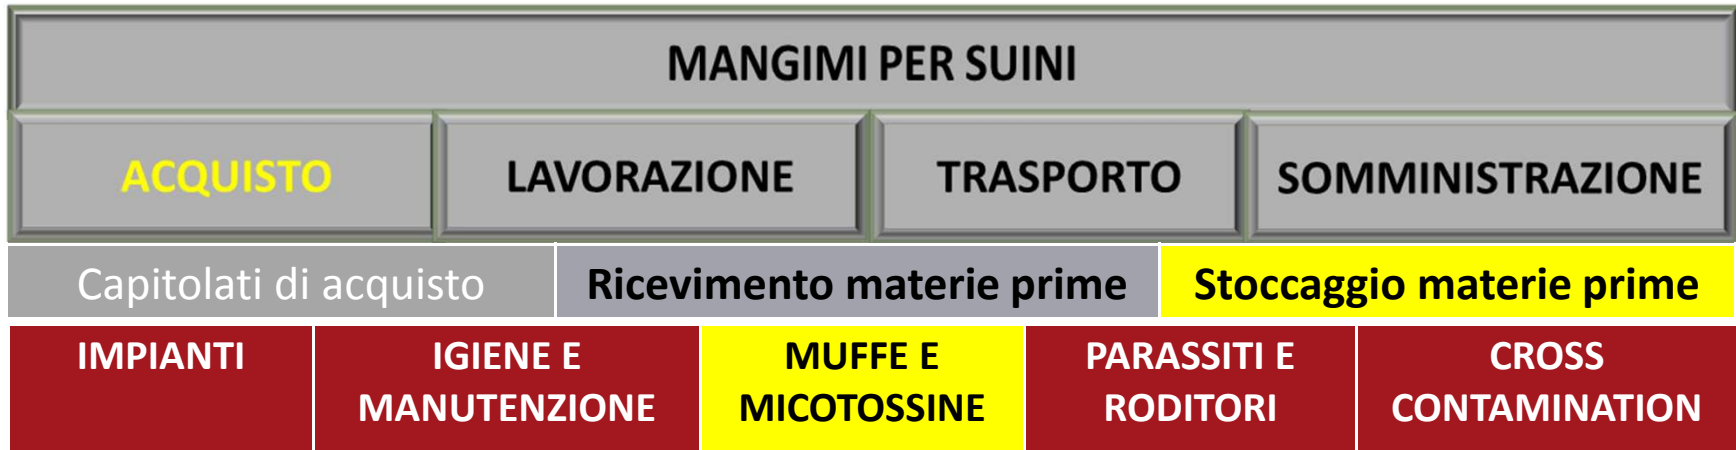 MANGIMI PER SUINI
ACQUISTO LAVORAZIONE TRASPORTO SOMMINISTRAZIONE
Capitolati di acquisto Ricevimento materie prime Stoccaggio materie prime
IMPIANTI IGIENE E MUFFE E PARASSITI E CROSS
MANUTENZIONE MICOTOSSINE RODITORI CONTAMINATION